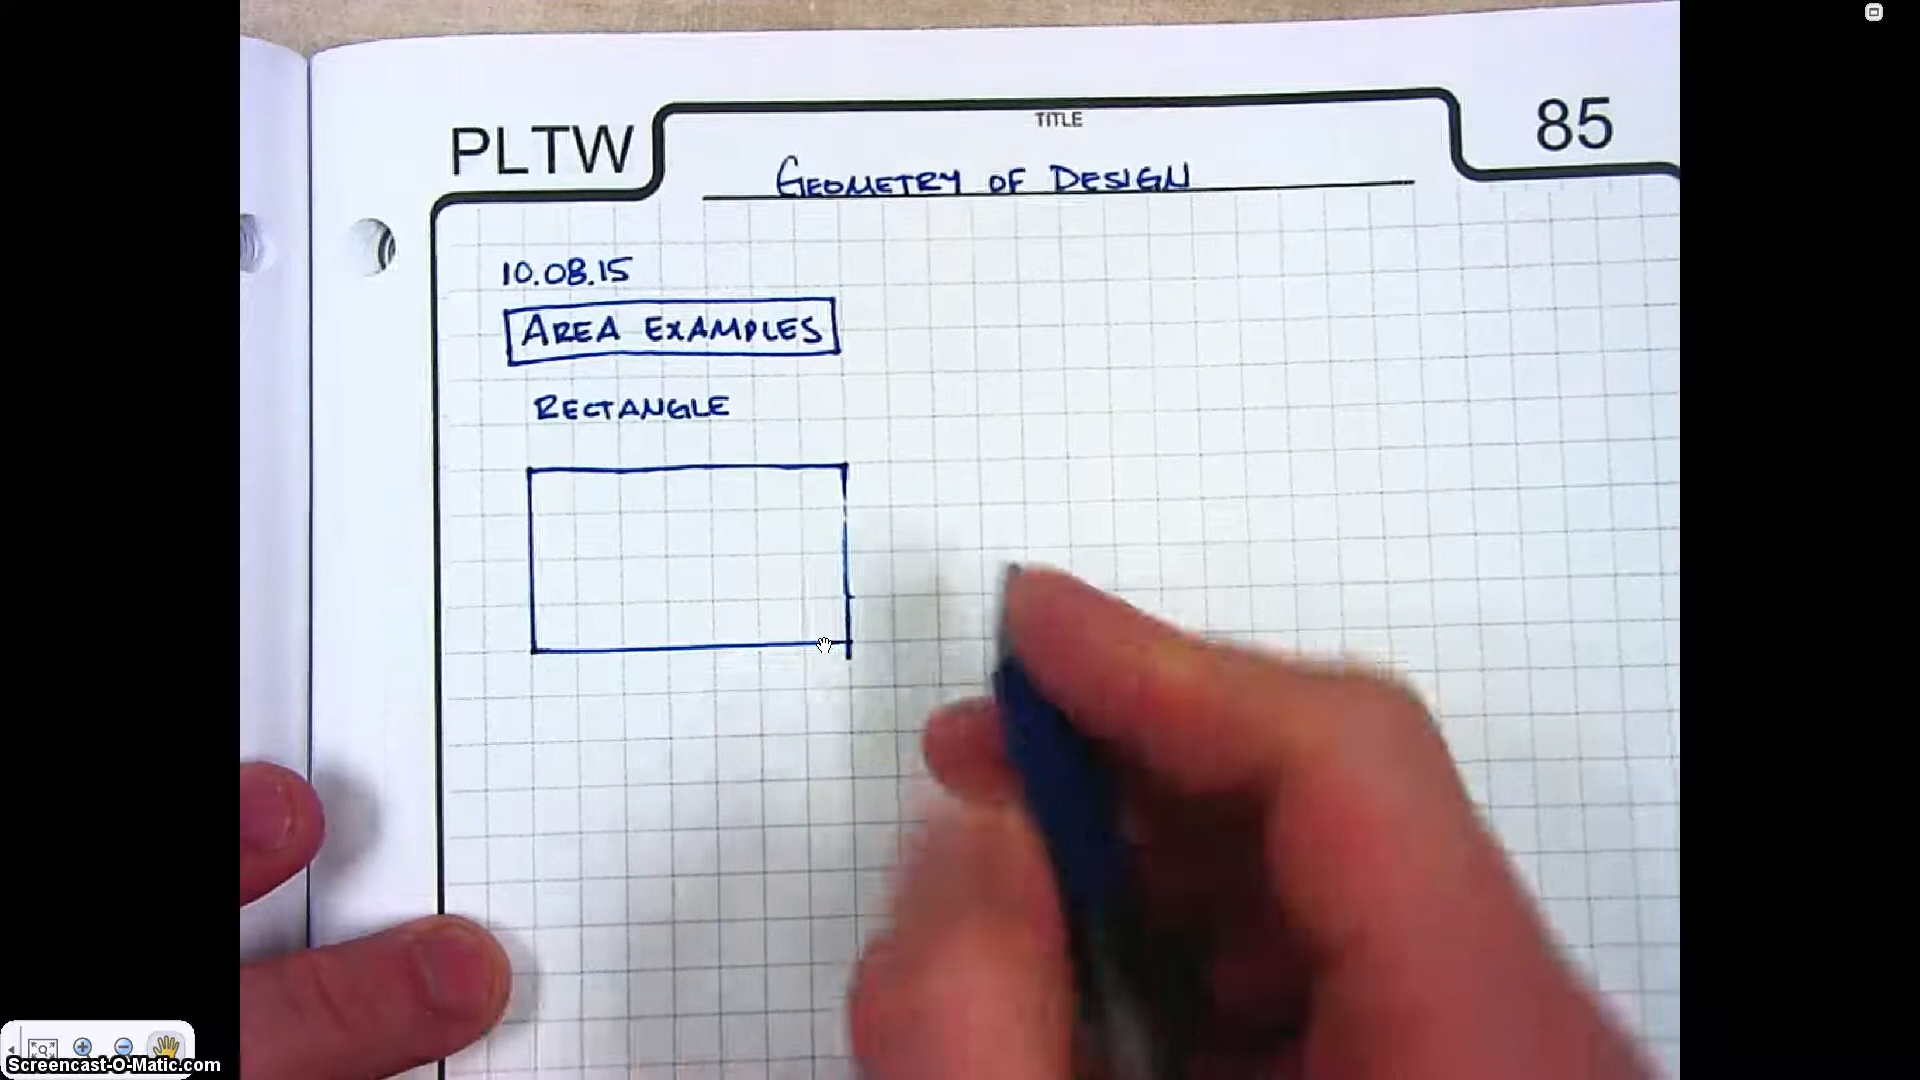 PLTW
TITLE
85
GEOMETRY OF DESIGN
10.08.15
AREA EXAMPLES
RECTANGLE
Screencast-O-Matic.com